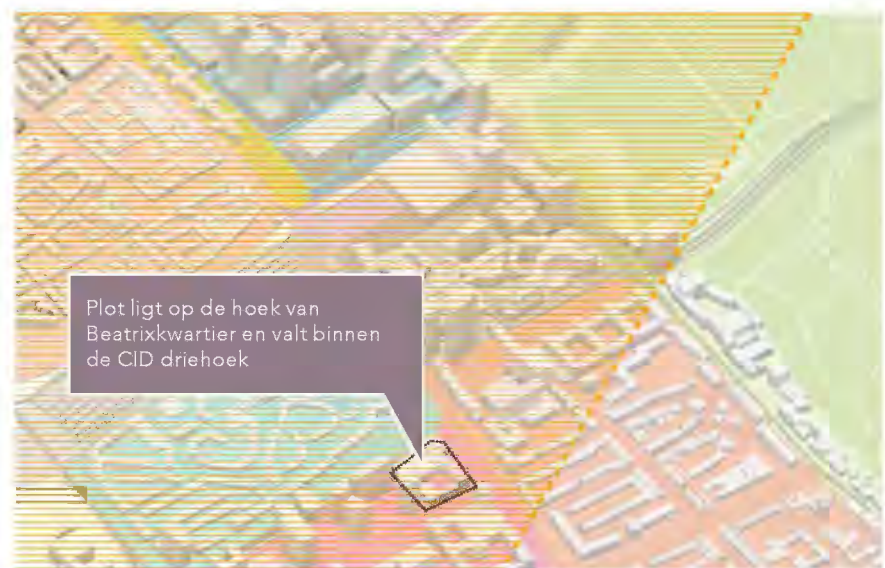 Plot ligt op de hoek van
Beatrixkwartier en valt binnen
de CID driehoek